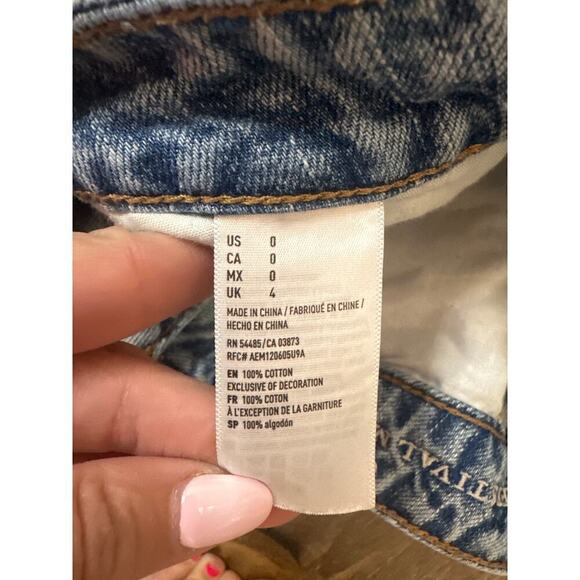 US 0
CA 0
MX 0
UK 4
MADE IN CHINA / FABRIQUÉ EN CHINE /
HECHO EN CHINA
RN 54485/CA 03873
RFC# AEM120605U9A
EN 100% COTTON
EXCLUSIVE OF DECORATION
FR 100% COTON
À L'EXCEPTION DE LA GARNITURE
SP 100% algodón